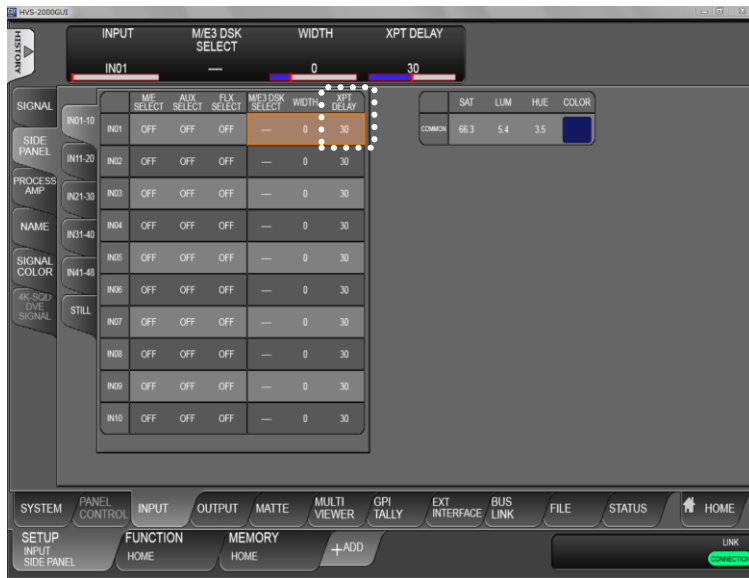 HVS-2000GUI
HISTORY
INPUT M/E3 DSK SELECT WIDTH XPT DELAY
IN01 ---- 0 30
SIGNAL
SIDE PANEL
PROCESS AMP
NAME
SIGNAL COLOR
4K-SQD DVE SIGNAL
IN01-10
IN11-20
IN21-30
IN31-40
IN41-48
STILL
M/E SELECT AUX SELECT FLX SELECT M/E3 DSK SELECT WIDTH XPT DELAY
IN01 OFF OFF OFF ---- 0 30
IN02 OFF OFF OFF ---- 0 30
IN03 OFF OFF OFF ---- 0 30
IN04 OFF OFF OFF ---- 0 30
IN05 OFF OFF OFF ---- 0 30
IN06 OFF OFF OFF ---- 0 30
IN07 OFF OFF OFF ---- 0 30
IN08 OFF OFF OFF ---- 0 30
IN09 OFF OFF OFF ---- 0 30
IN10 OFF OFF OFF ---- 0 30
SAT LUM HUE COLOR
COMMON 66.3 5.4 3.5
SYSTEM PANEL CONTROL INPUT OUTPUT MATTE MULTI VIEWER GPI TALLY EXT INTERFACE BUS LINK FILE STATUS HOME
SETUP
INPUT
SIDE PANEL
FUNCTION
HOME
MEMORY
HOME
+ADD
LINK
CONNECTION